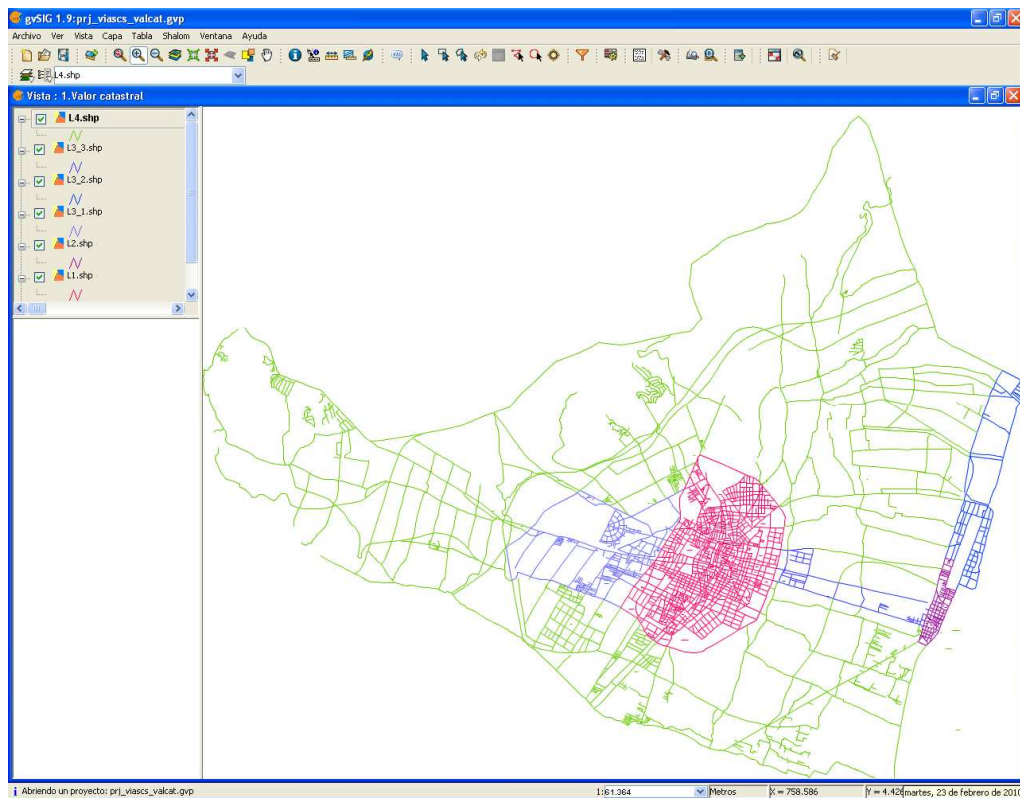 gvSIG 1.9:prj_viascs_valcat.gvp
Archivo Ver Vista Capa Tabla Shalom Ventana Ayuda
L4.shp
Vista : 1.Valor catastral
L4.shp
L3_3.shp
L3_2.shp
L3_1.shp
L2.shp
L1.shp
Abriendo un proyecto: prj_viascs_valcat.gvp 1:61.364 Metros X = 758.586 Y = 4.42 martes, 23 de febrero de 2010